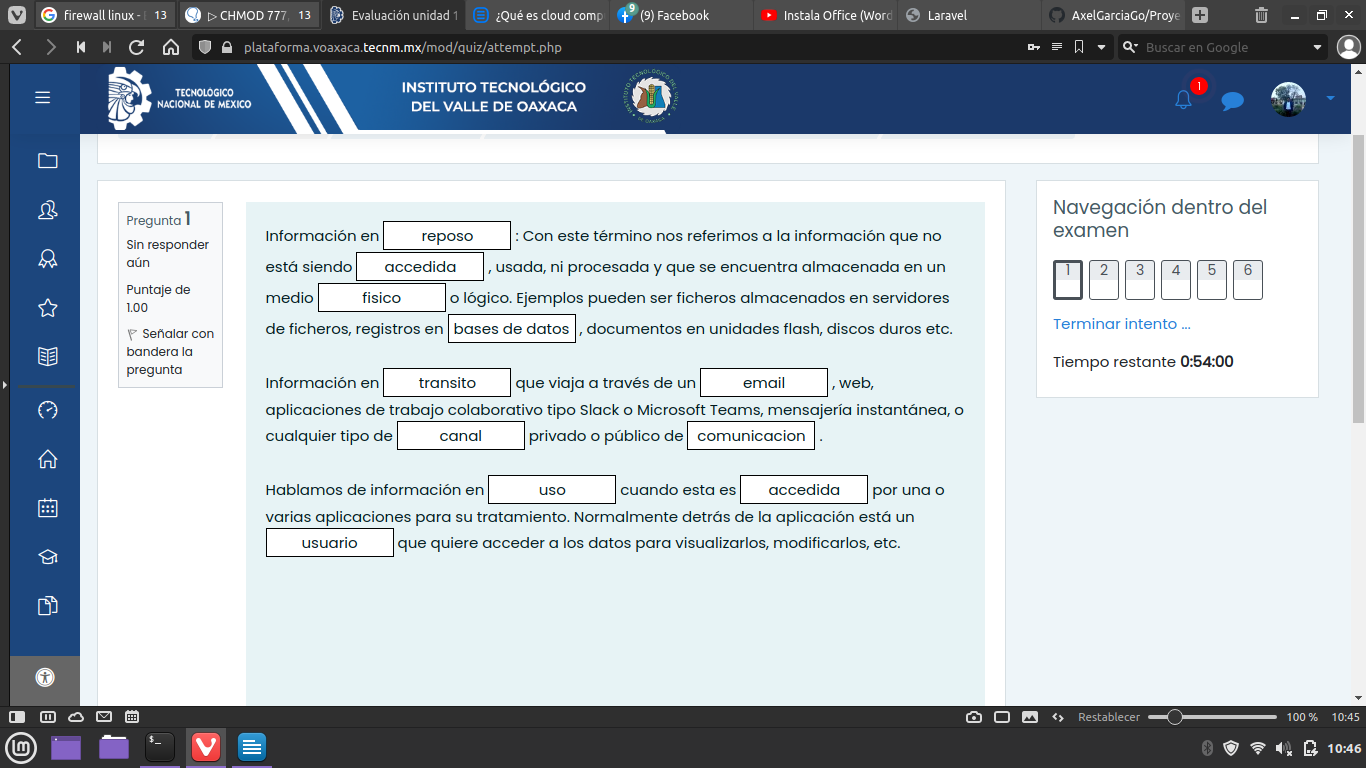 firewall linux - 13
▷ CHMOD 777, 13
Evaluación unidad 1
¿Qué es cloud comp
9
(9) Facebook
Instala Office (Word
Laravel
AxelGarciaGo/Proye
plataforma.voaxaca.tecnm.mx/mod/quiz/attempt.php
Buscar en Google
TECNOLÓGICO
NACIONAL DE MÉXICO
INSTITUTO TECNOLÓGICO
DEL VALLE DE OAXACA
1
Pregunta 1
Sin responder
aún
Puntaje de
1.00
Señalar con
bandera la
pregunta
Información en reposo : Con este término nos referimos a la información que no
está siendo accedida , usada, ni procesada y que se encuentra almacenada en un
medio fisico o lógico. Ejemplos pueden ser ficheros almacenados en servidores
de ficheros, registros en bases de datos , documentos en unidades flash, discos duros etc.
Información en transito que viaja a través de un email , web,
aplicaciones de trabajo colaborativo tipo Slack o Microsoft Teams, mensajería instantánea, o
cualquier tipo de canal privado o público de comunicacion .
Hablamos de información en uso cuando esta es accedida por una o
varias aplicaciones para su tratamiento. Normalmente detrás de la aplicación está un
usuario que quiere acceder a los datos para visualizarlos, modificarlos, etc.
Navegación dentro del
examen
1 2 3 4 5 6
Terminar intento ...
Tiempo restante 0:54:00
Restablecer 100 % 10:45
10:46